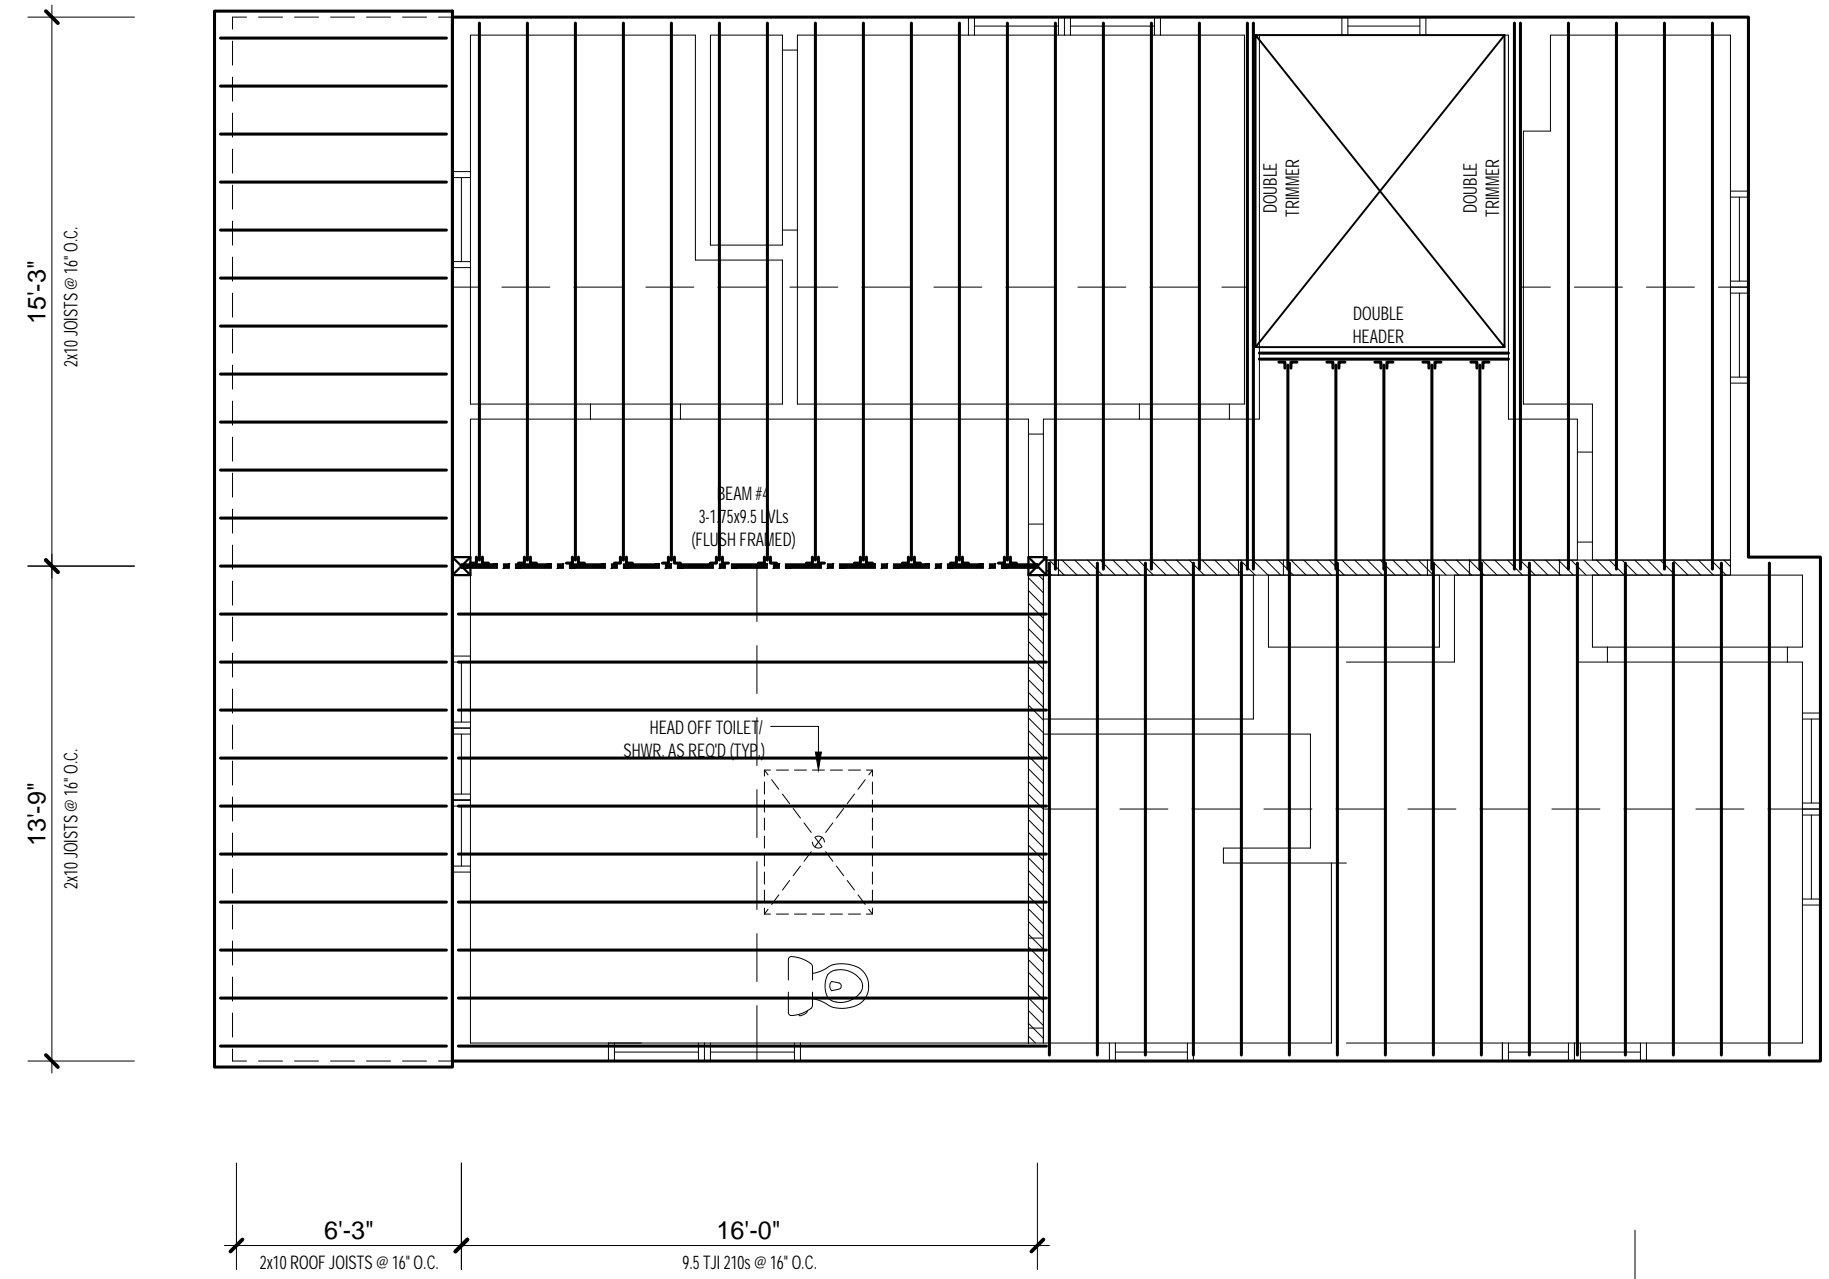 DOUBLE
TRIMMER
DOUBLE
TRIMMER
DOUBLE
HEADER
15'-3"
2x10 JOISTS @ 16" O.C.
BEAM #4
3-1.75x9.5 LVLs
(FLUSH FRAMED)
HEAD OFF TOILET/
SHWR. AS REQ'D (TYP.)
13'-9"
2x10 JOISTS @ 16" O.C.
6'-3"
2x10 ROOF JOISTS @ 16" O.C.
16'-0"
9.5 TJI 210s @ 16" O.C.